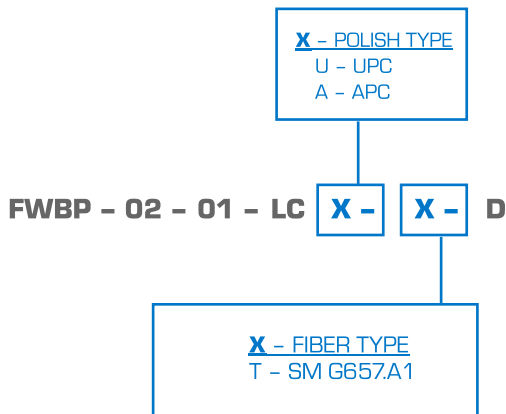 X – POLISH TYPE
U – UPC
A – APC
FWBP – 02 – 01 – LC X – X – D
X – FIBER TYPE
T – SM G657.A1